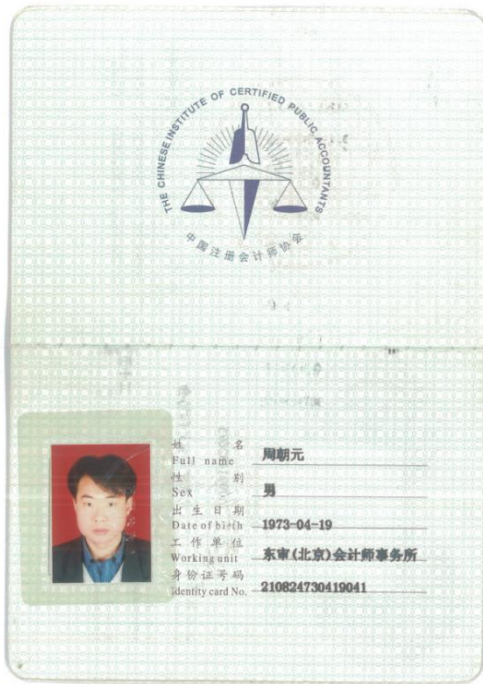 THE CHINESE INSTITUTE OF CERTIFIED PUBLIC ACCOUNTANTS
中国注册会计师协会
姓 名
Full name 周朝元
性 别
Sex 男
出生日期
Date of birth 1973-04-19
工作单位
Working unit 东审(北京)会计师事务所
身份证号码
Identity card No. 210824730419041